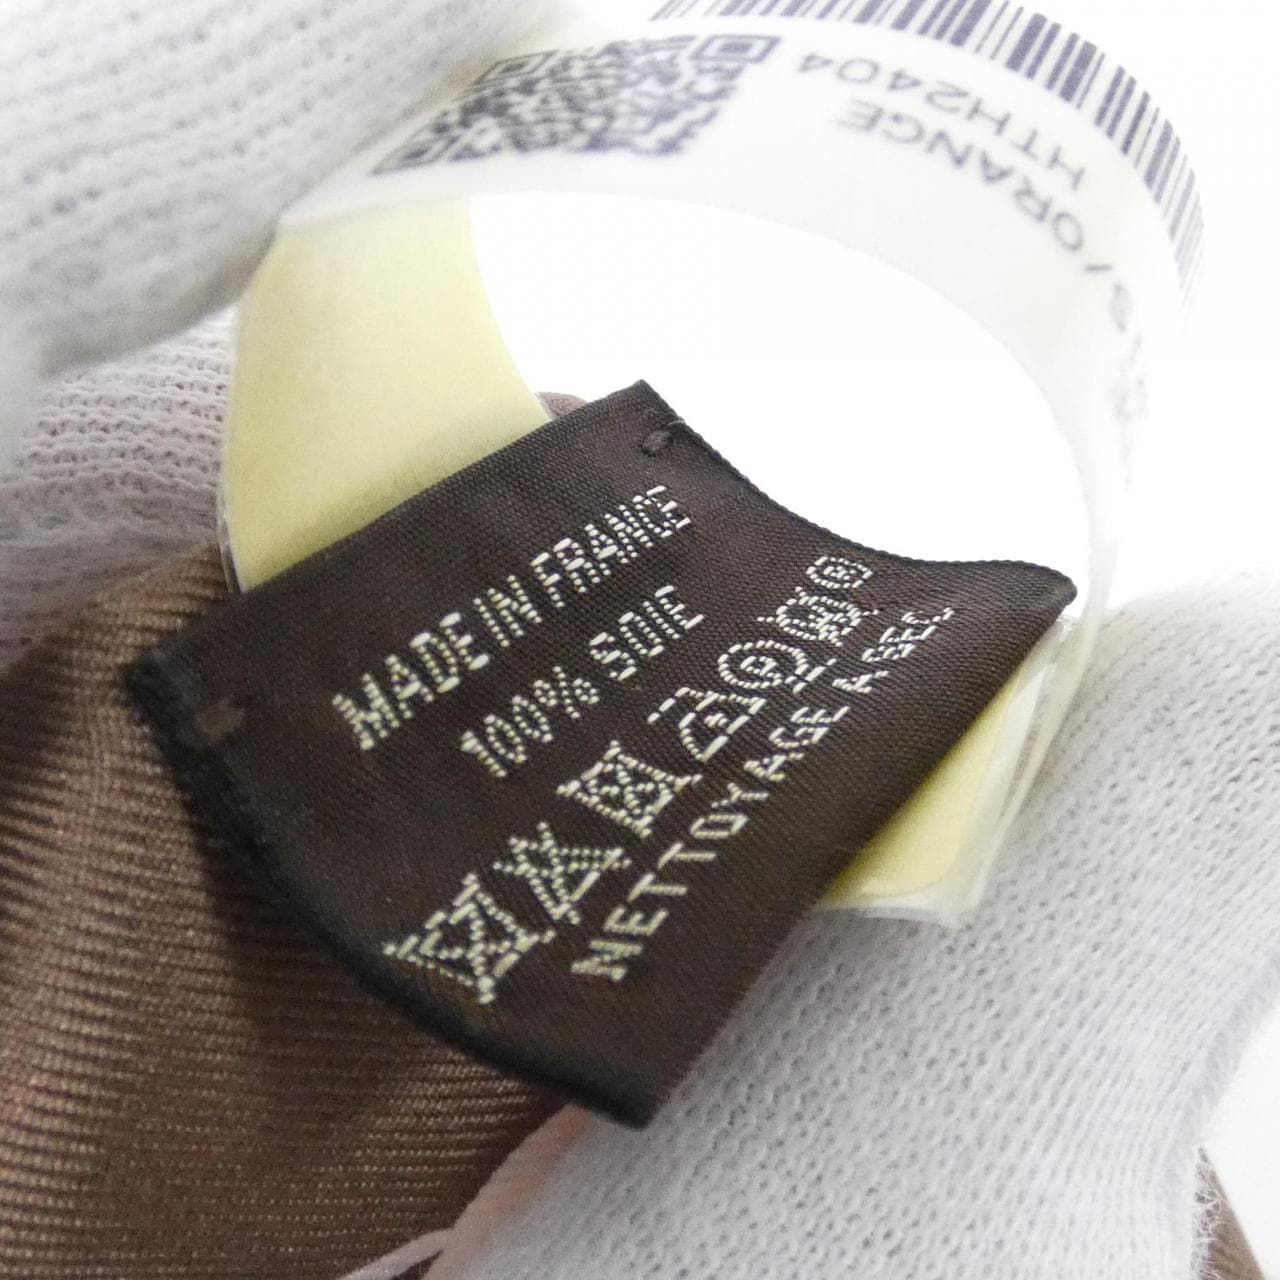 HTH2404
/ORANGE
MADE IN FRANCE
100% SOIE
NETTOYAGE A SEC